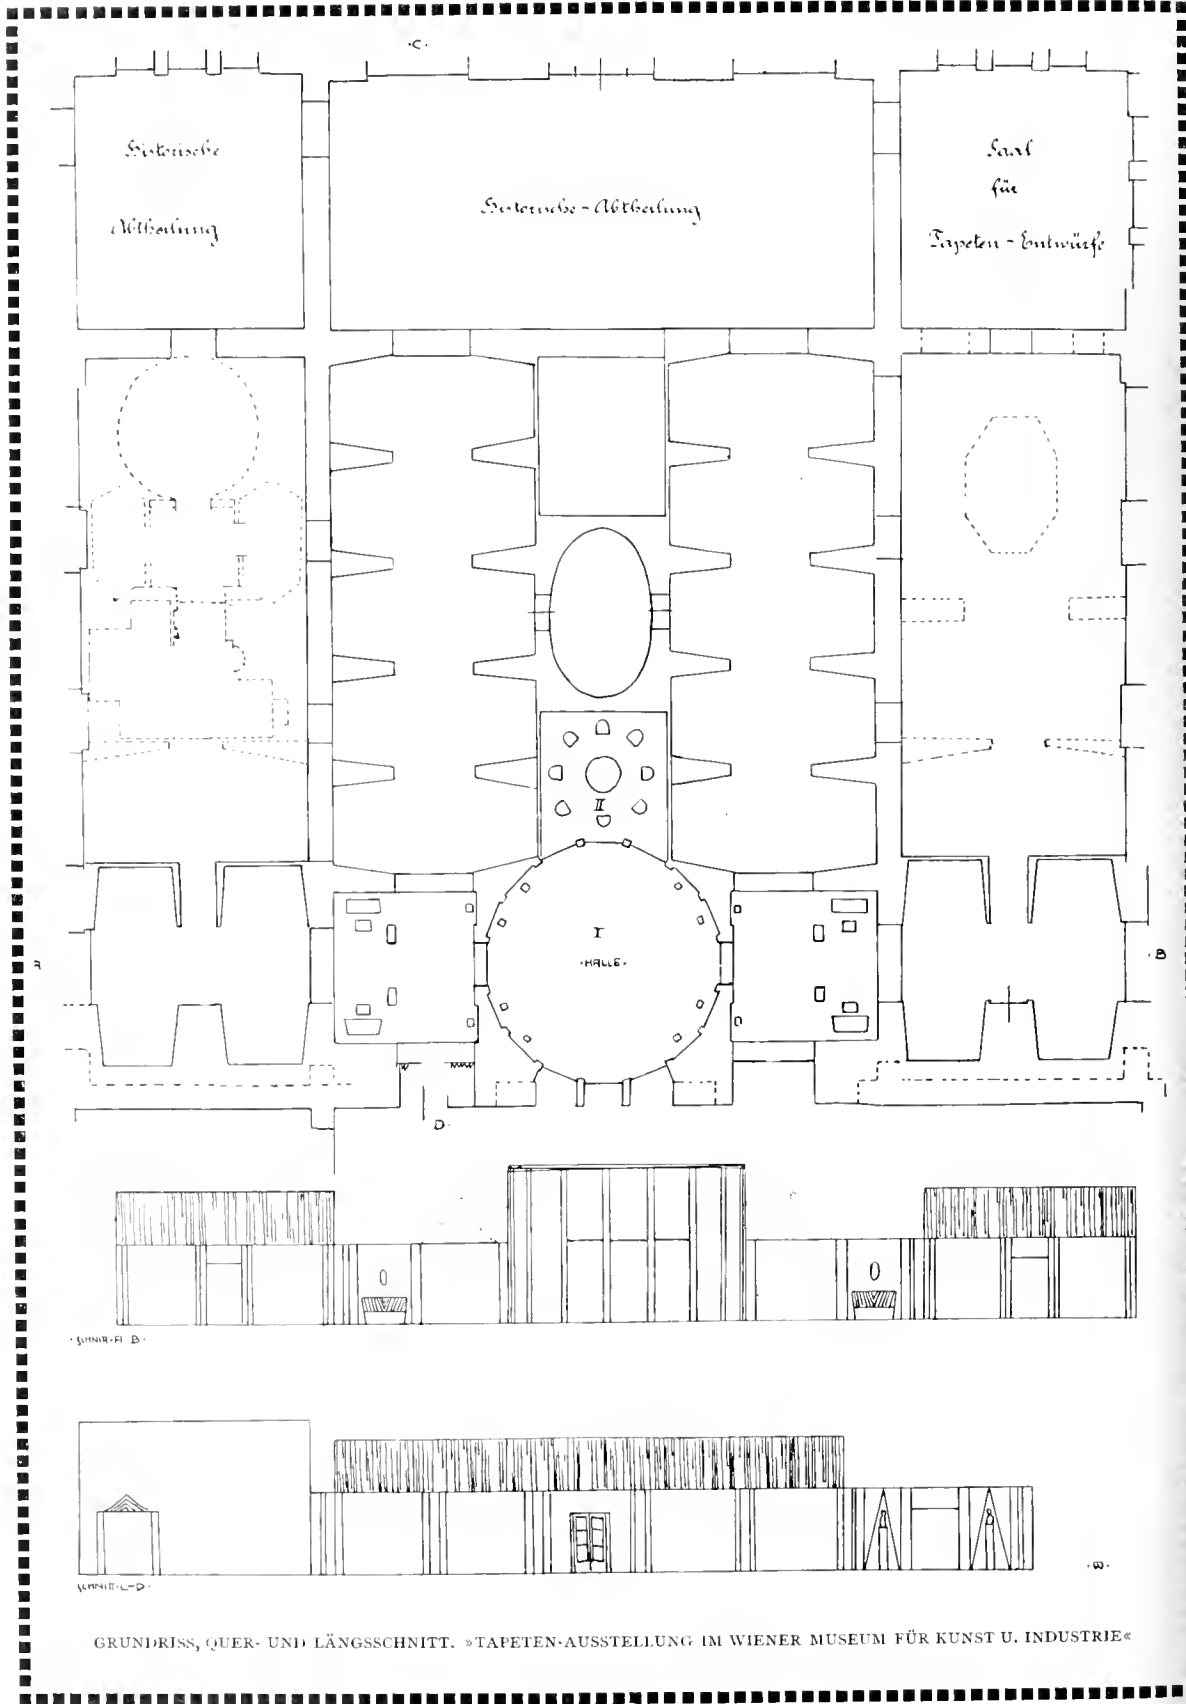 ·C·
Historische
Abtheilung
Historische-Abtheilung
Saal
für
Tapeten-Entwürfe
II
I
·HALLE·
A
·B
D·
·SCHNITT·A B·
SCHNITT·C-D·
GRUNDRISS, QUER- UND LÄNGSSCHNITT. »TAPETEN-AUSSTELLUNG IM WIENER MUSEUM FÜR KUNST U. INDUSTRIE«